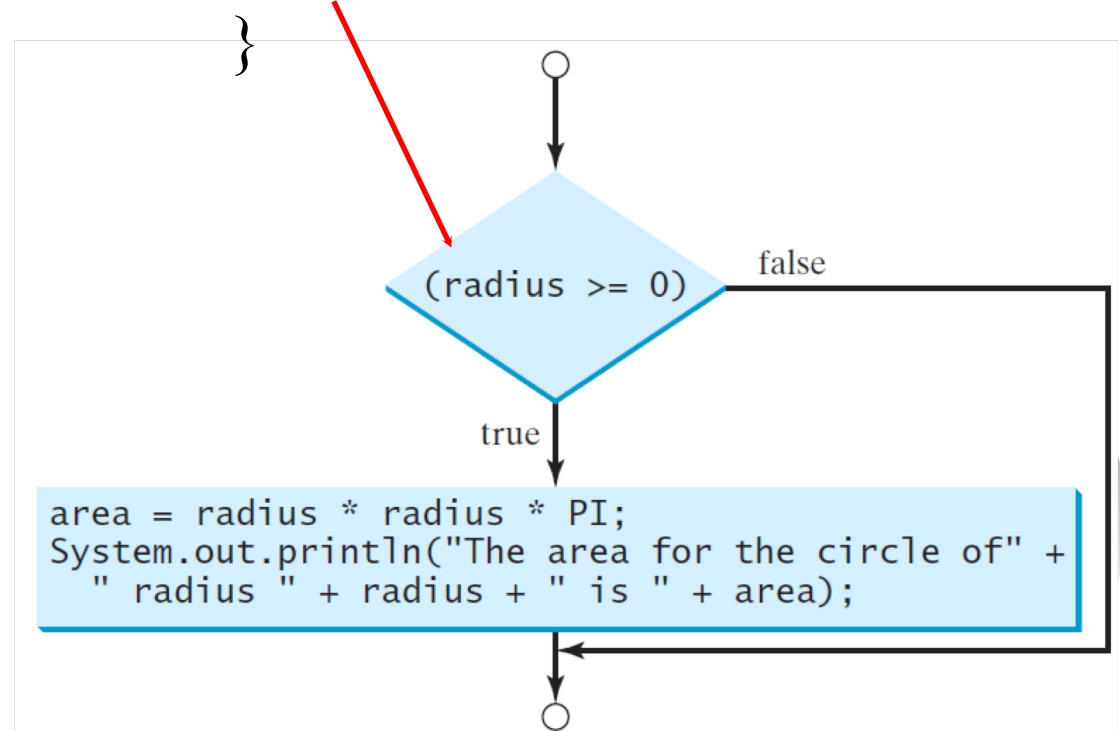 }
(radius >= 0)
false
true
area = radius * radius * PI;
System.out.println("The area for the circle of" +
" radius " + radius + " is " + area);